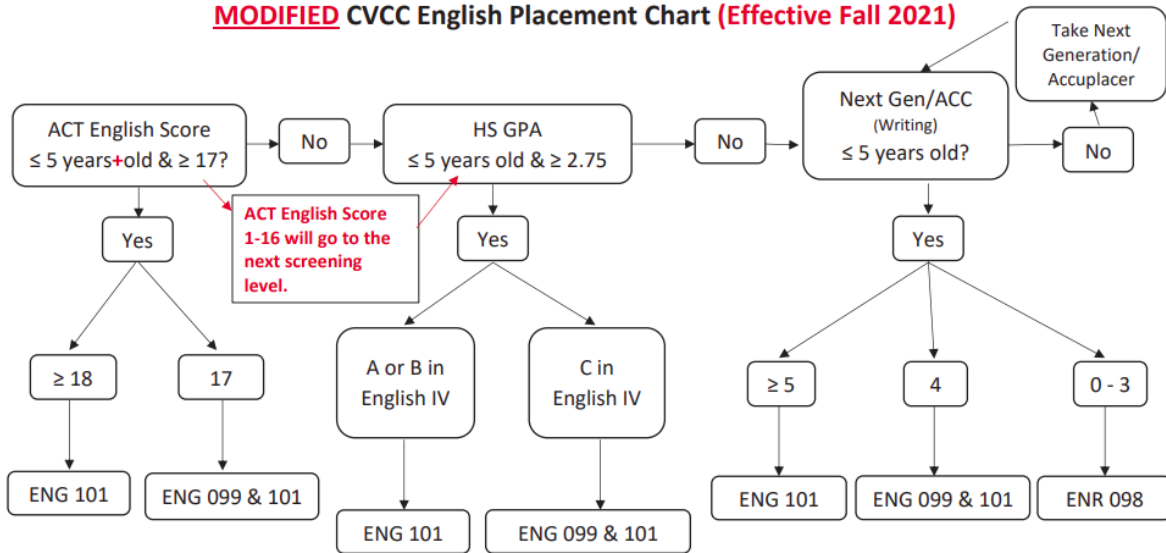 MODIFIED CVCC English Placement Chart (Effective Fall 2021)
Take Next
Generation/
Accuplacer
ACT English Score
≤ 5 years+old & ≥ 17?
No
HS GPA
≤ 5 years old & ≥ 2.75
No
Next Gen/ACC
(Writing)
≤ 5 years old?
No
ACT English Score
1-16 will go to the
next screening
level.
Yes
Yes
Yes
≥ 18
17
A or B in
English IV
C in
English IV
≥ 5
4
0 - 3
ENG 101
ENG 099 & 101
ENG 101
ENG 099 & 101
ENG 101
ENG 099 & 101
ENR 098